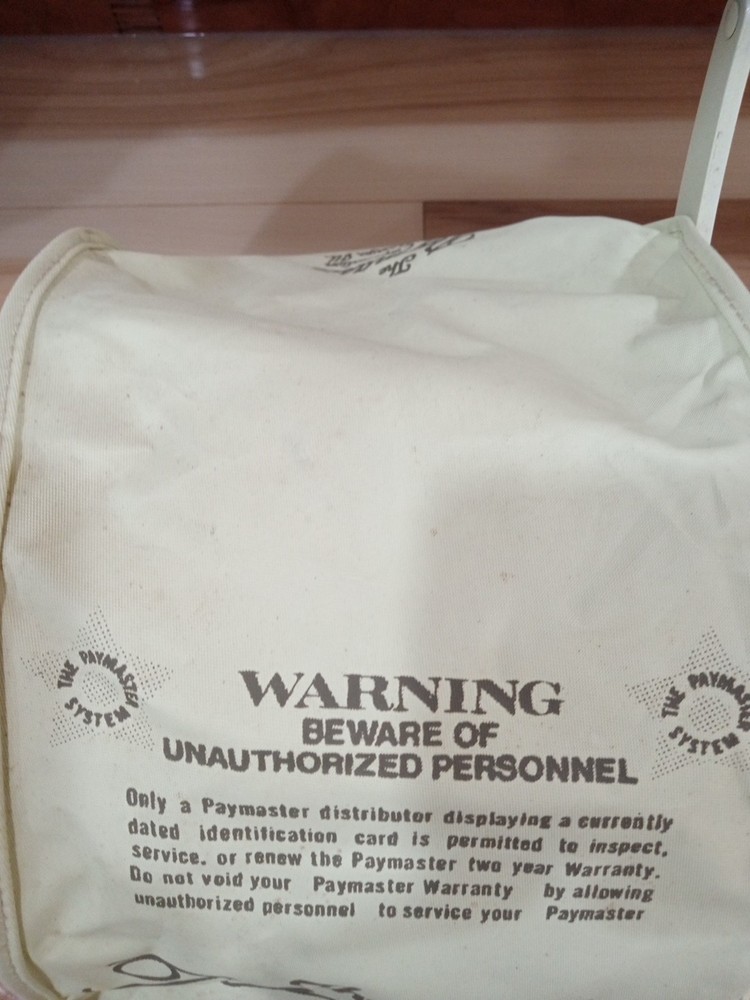 The
THE PAYMASTER SYSTEM
THE PAYMASTER SYSTEM
WARNING
BEWARE OF
UNAUTHORIZED PERSONNEL
Only a Paymaster distributor displaying a currently
dated identification card is permitted to inspect,
service. or renew the Paymaster two year Warranty.
Do not void your Paymaster Warranty by allowing
unauthorized personnel to service your Paymaster